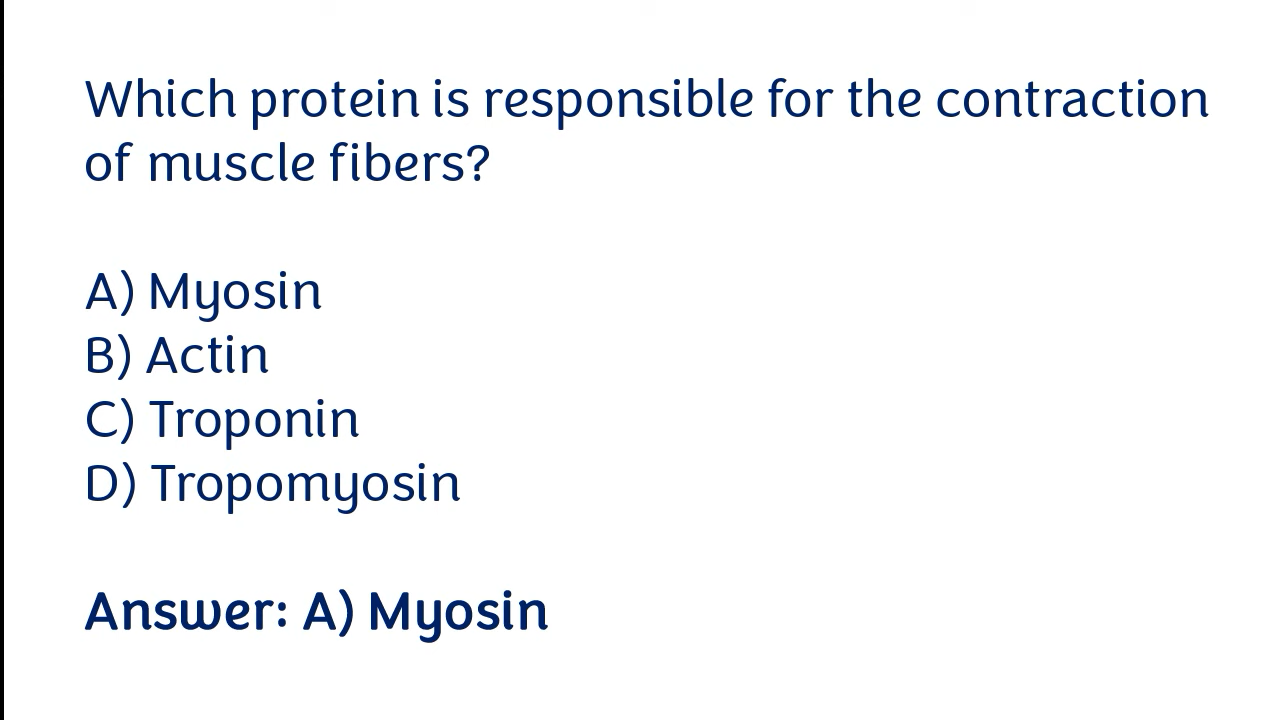 Which protein is responsible for the contraction
of muscle fibers?
A) Myosin
B) Actin
C) Troponin
D) Tropomyosin
Answer: A) Myosin